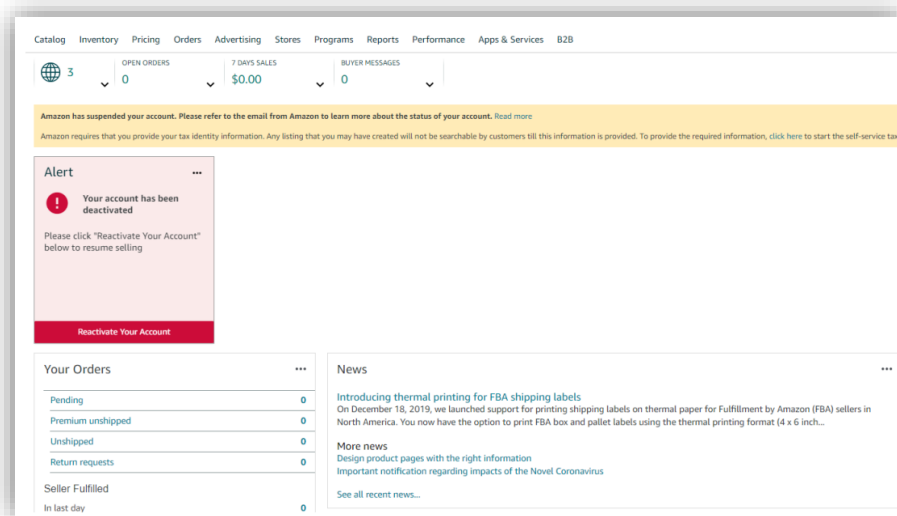 Catalog Inventory Pricing Orders Advertising Stores Programs Reports Performance Apps & Services B2B
3
OPEN ORDERS
0
7 DAYS SALES
$0.00
BUYER MESSAGES
0
Amazon has suspended your account. Please refer to the email from Amazon to learn more about the status of your account. Read more
Amazon requires that you provide your tax identity information. Any listing that you may have created will not be searchable by customers till this information is provided. To provide the required information, click here to start the self-service tax
Alert
Your account has been
deactivated
Please click "Reactivate Your Account"
below to resume selling
Reactivate Your Account
Your Orders
Pending 0
Premium unshipped 0
Unshipped 0
Return requests 0
Seller Fulfilled
In last day 0
News
Introducing thermal printing for FBA shipping labels
On December 18, 2019, we launched support for printing shipping labels on thermal paper for Fulfillment by Amazon (FBA) sellers in
North America. You now have the option to print FBA box and pallet labels using the thermal printing format (4 x 6 inch...
More news
Design product pages with the right information
Important notification regarding impacts of the Novel Coronavirus
See all recent news...